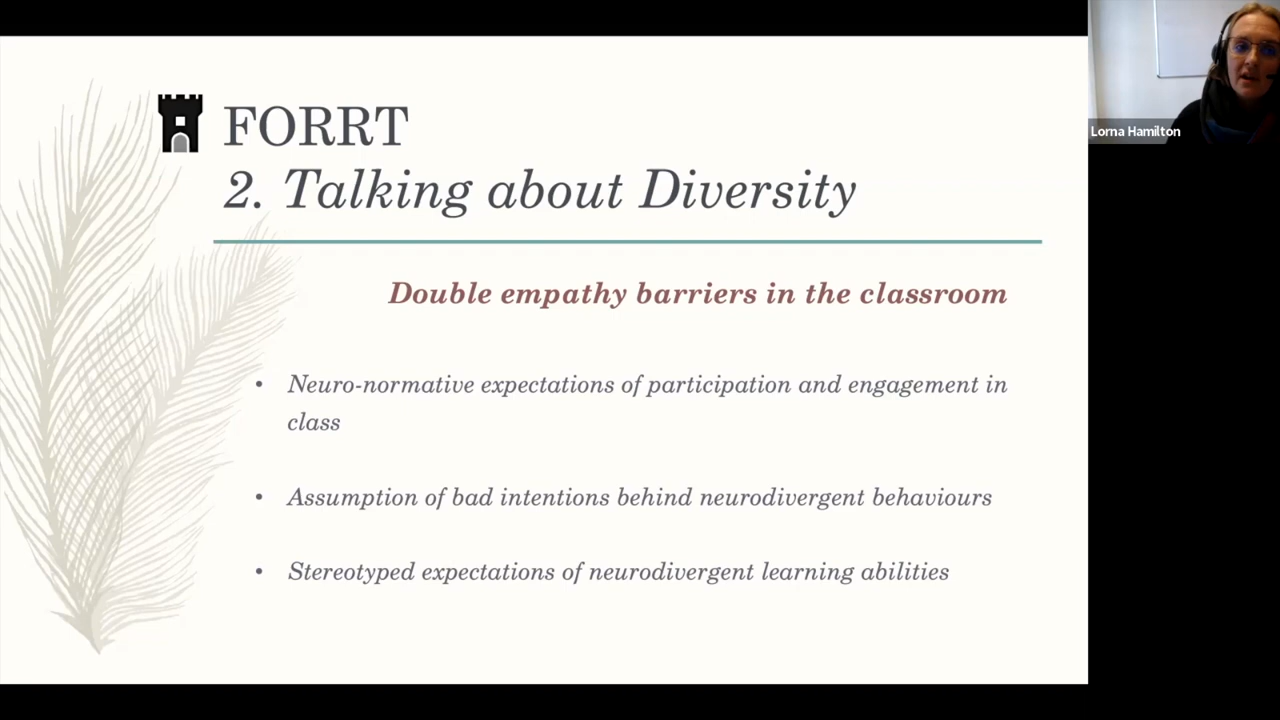 FORRT
2. Talking about Diversity
Double empathy barriers in the classroom
• Neuro-normative expectations of participation and engagement in
class
• Assumption of bad intentions behind neurodivergent behaviours
• Stereotyped expectations of neurodivergent learning abilities
Lorna Hamilton